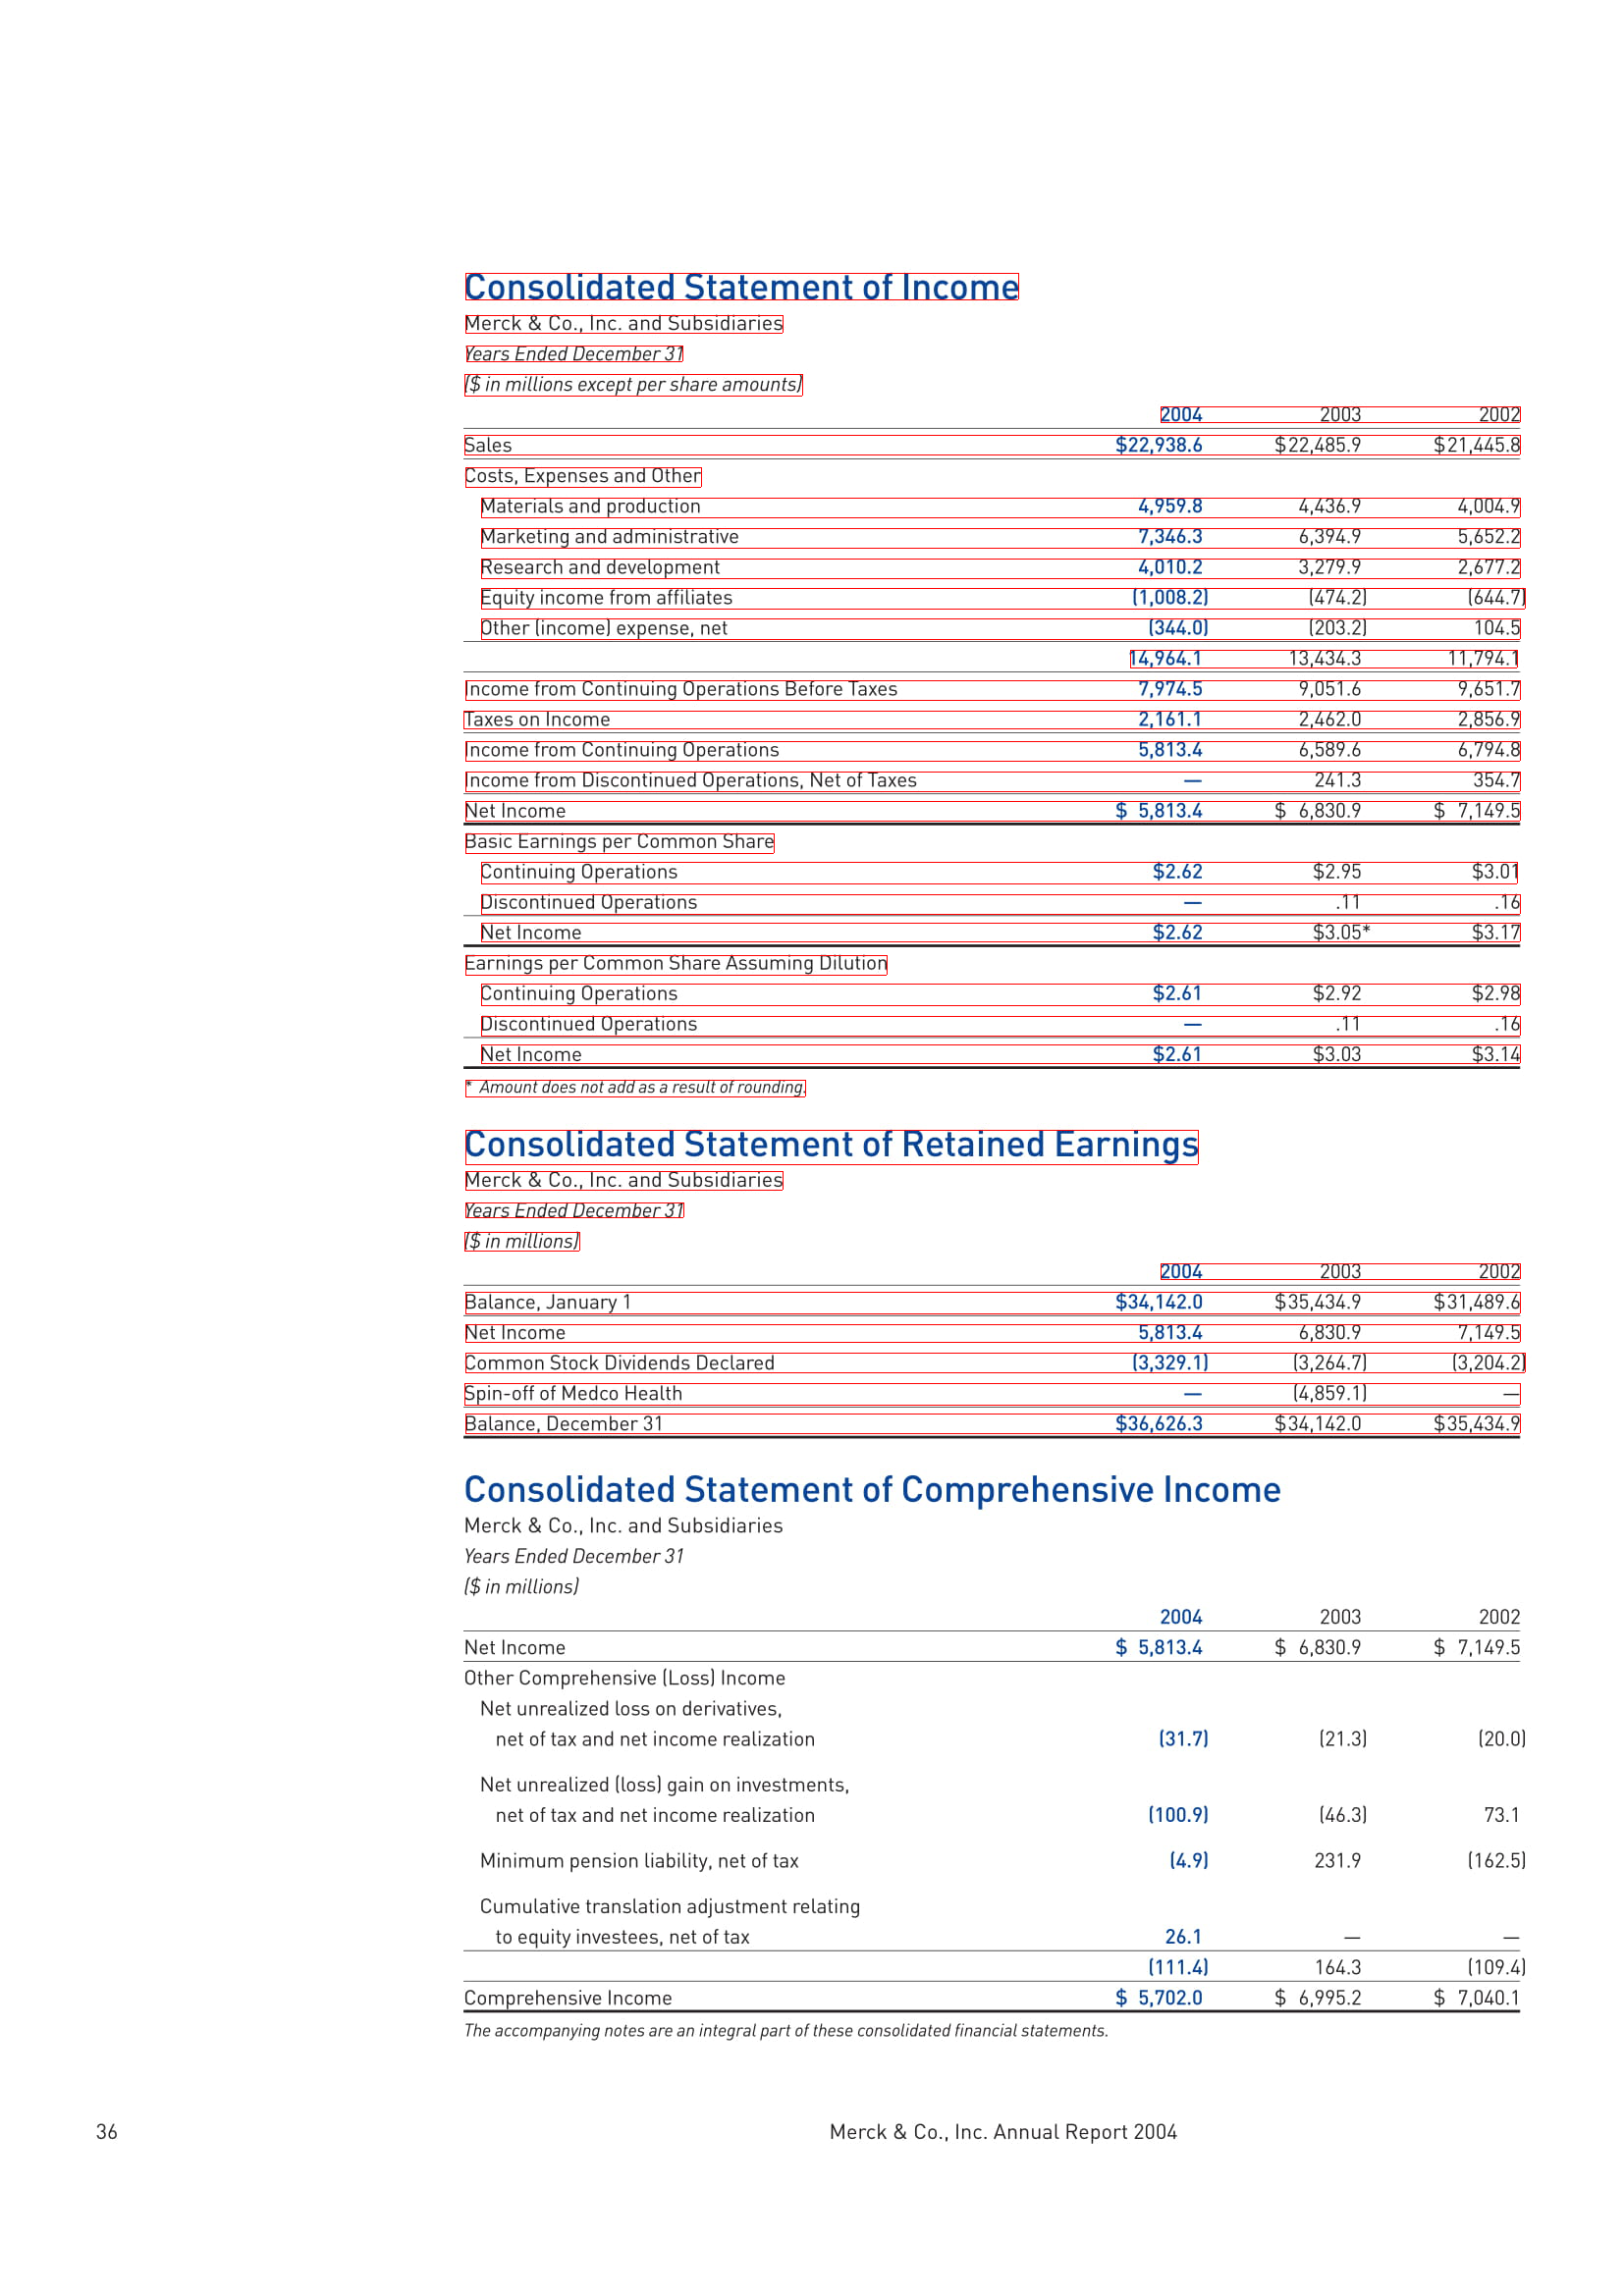 Consolidated Statement of Income
Merck & Co., Inc. and Subsidiaries
Years Ended December 31
($ in millions except per share amounts)
2004 2003 2002
Sales $22,938.6 $22,485.9 $21,445.8
Costs, Expenses and Other
Materials and production 4,959.8 4,436.9 4,004.9
Marketing and administrative 7,346.3 6,394.9 5,652.2
Research and development 4,010.2 3,279.9 2,677.2
Equity income from affiliates (1,008.2) (474.2) (644.7)
Other (income) expense, net (344.0) (203.2) 104.5
14,964.1 13,434.3 11,794.1
Income from Continuing Operations Before Taxes 7,974.5 9,051.6 9,651.7
Taxes on Income 2,161.1 2,462.0 2,856.9
Income from Continuing Operations 5,813.4 6,589.6 6,794.8
Income from Discontinued Operations, Net of Taxes — 241.3 354.7
Net Income $ 5,813.4 $ 6,830.9 $ 7,149.5
Basic Earnings per Common Share
Continuing Operations $2.62 $2.95 $3.01
Discontinued Operations — .11 .16
Net Income $2.62 $3.05* $3.17
Earnings per Common Share Assuming Dilution
Continuing Operations $2.61 $2.92 $2.98
Discontinued Operations — .11 .16
Net Income $2.61 $3.03 $3.14
* Amount does not add as a result of rounding.
Consolidated Statement of Retained Earnings
Merck & Co., Inc. and Subsidiaries
Years Ended December 31
($ in millions)
2004 2003 2002
Balance, January 1 $34,142.0 $35,434.9 $31,489.6
Net Income 5,813.4 6,830.9 7,149.5
Common Stock Dividends Declared (3,329.1) (3,264.7) (3,204.2)
Spin-off of Medco Health — (4,859.1) —
Balance, December 31 $36,626.3 $34,142.0 $35,434.9
Consolidated Statement of Comprehensive Income
Merck & Co., Inc. and Subsidiaries
Years Ended December 31
($ in millions)
2004 2003 2002
Net Income $ 5,813.4 $ 6,830.9 $ 7,149.5
Other Comprehensive (Loss) Income
Net unrealized loss on derivatives,
net of tax and net income realization (31.7) (21.3) (20.0)
Net unrealized (loss) gain on investments,
net of tax and net income realization (100.9) (46.3) 73.1
Minimum pension liability, net of tax (4.9) 231.9 (162.5)
Cumulative translation adjustment relating
to equity investees, net of tax 26.1 — —
(111.4) 164.3 (109.4)
Comprehensive Income $ 5,702.0 $ 6,995.2 $ 7,040.1
The accompanying notes are an integral part of these consolidated financial statements.
36 Merck & Co., Inc. Annual Report 2004